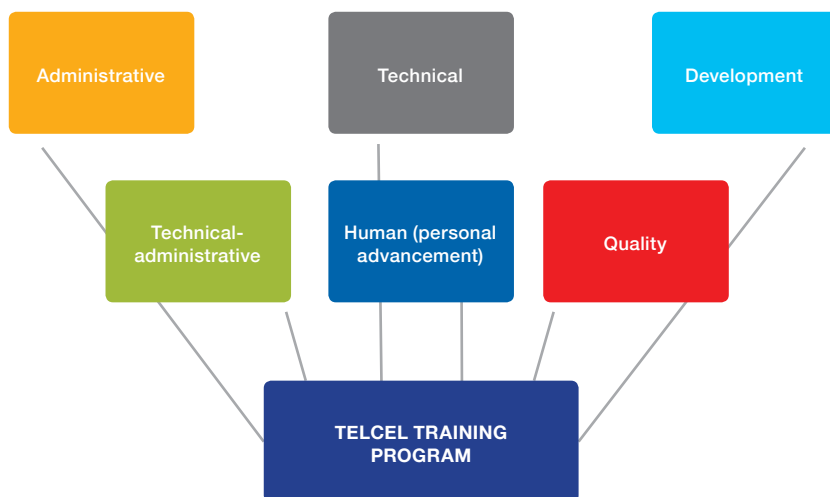 Administrative
Technical
Development
Technical-
administrative
Human (personal
advancement)
Quality
TELCEL TRAINING
PROGRAM